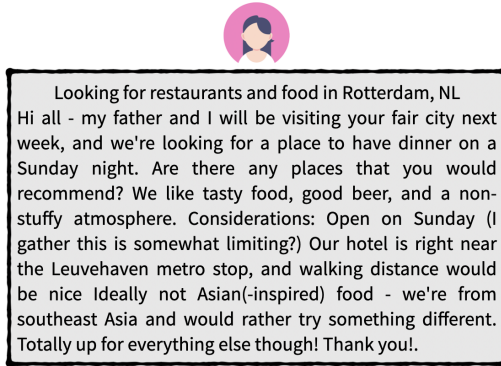 Looking for restaurants and food in Rotterdam, NL
Hi all - my father and I will be visiting your fair city next
week, and we're looking for a place to have dinner on a
Sunday night. Are there any places that you would
recommend? We like tasty food, good beer, and a non-
stuffy atmosphere. Considerations: Open on Sunday (I
gather this is somewhat limiting?) Our hotel is right near
the Leuvehaven metro stop, and walking distance would
be nice Ideally not Asian(-inspired) food - we're from
southeast Asia and would rather try something different.
Totally up for everything else though! Thank you!.